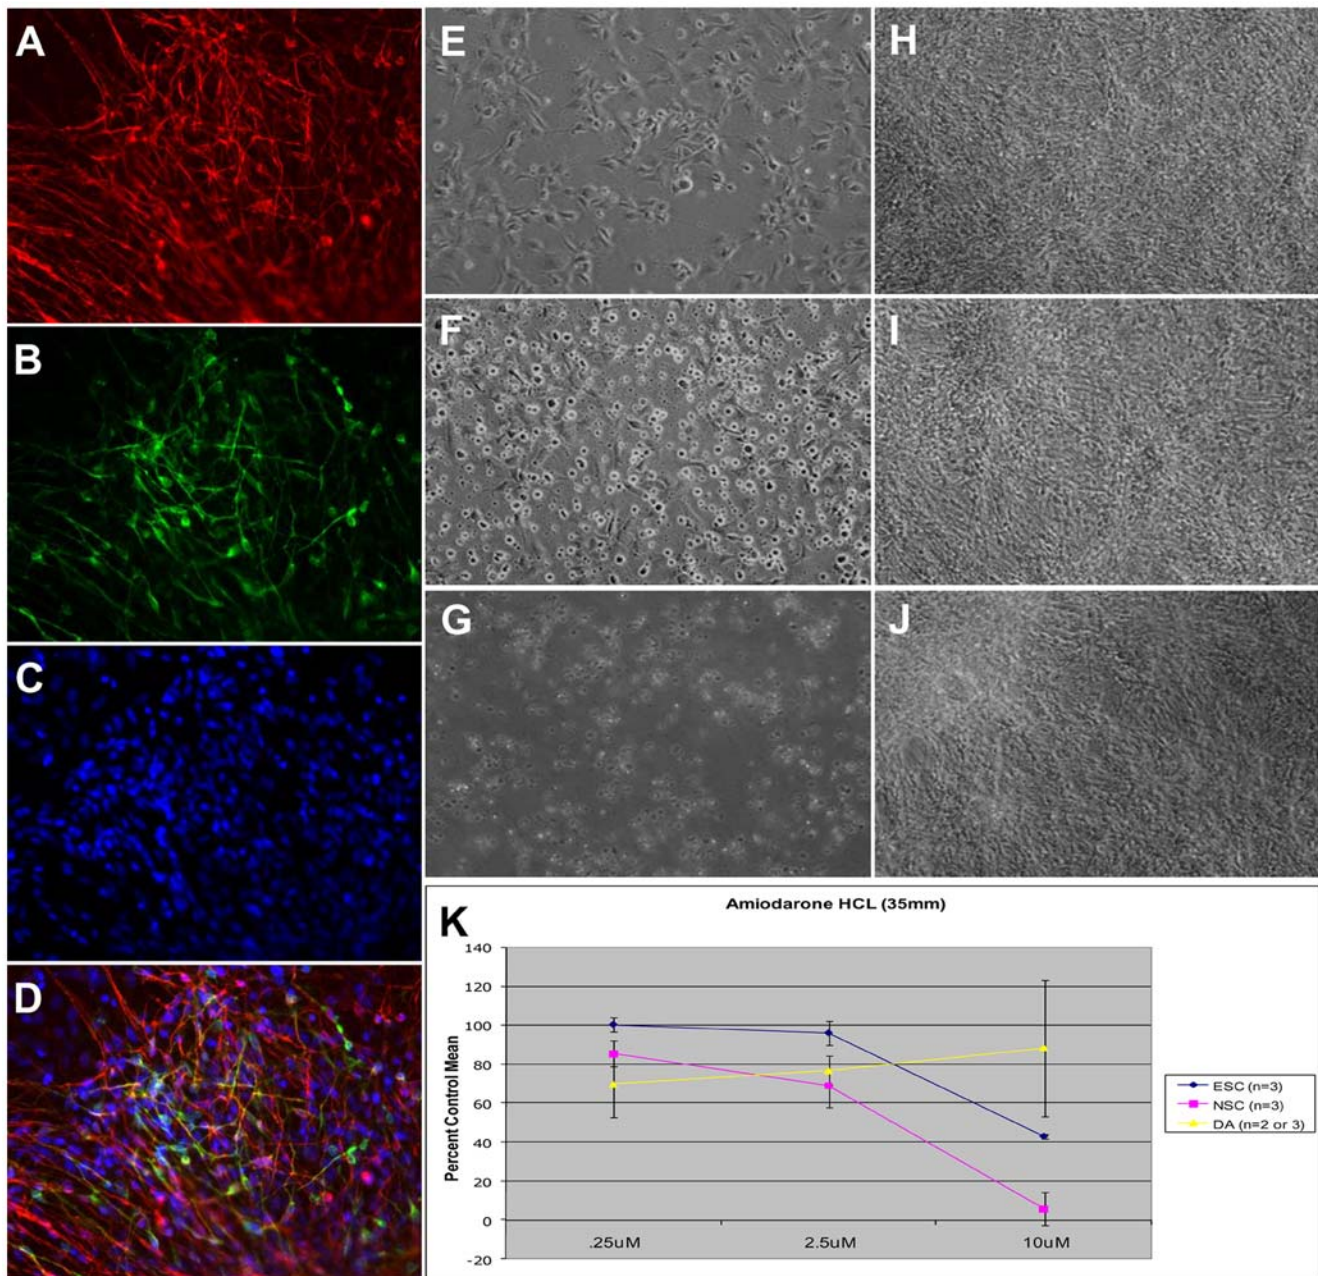 A
B
C
D
E
F
G
H
I
J
K
Amiodarone HCL (35mm)
Percent Control Mean
140
120
100
80
60
40
20
0
-20
.25uM
2.5uM
10uM
ESC (n=3)
NSC (n=3)
DA (n=2 or 3)